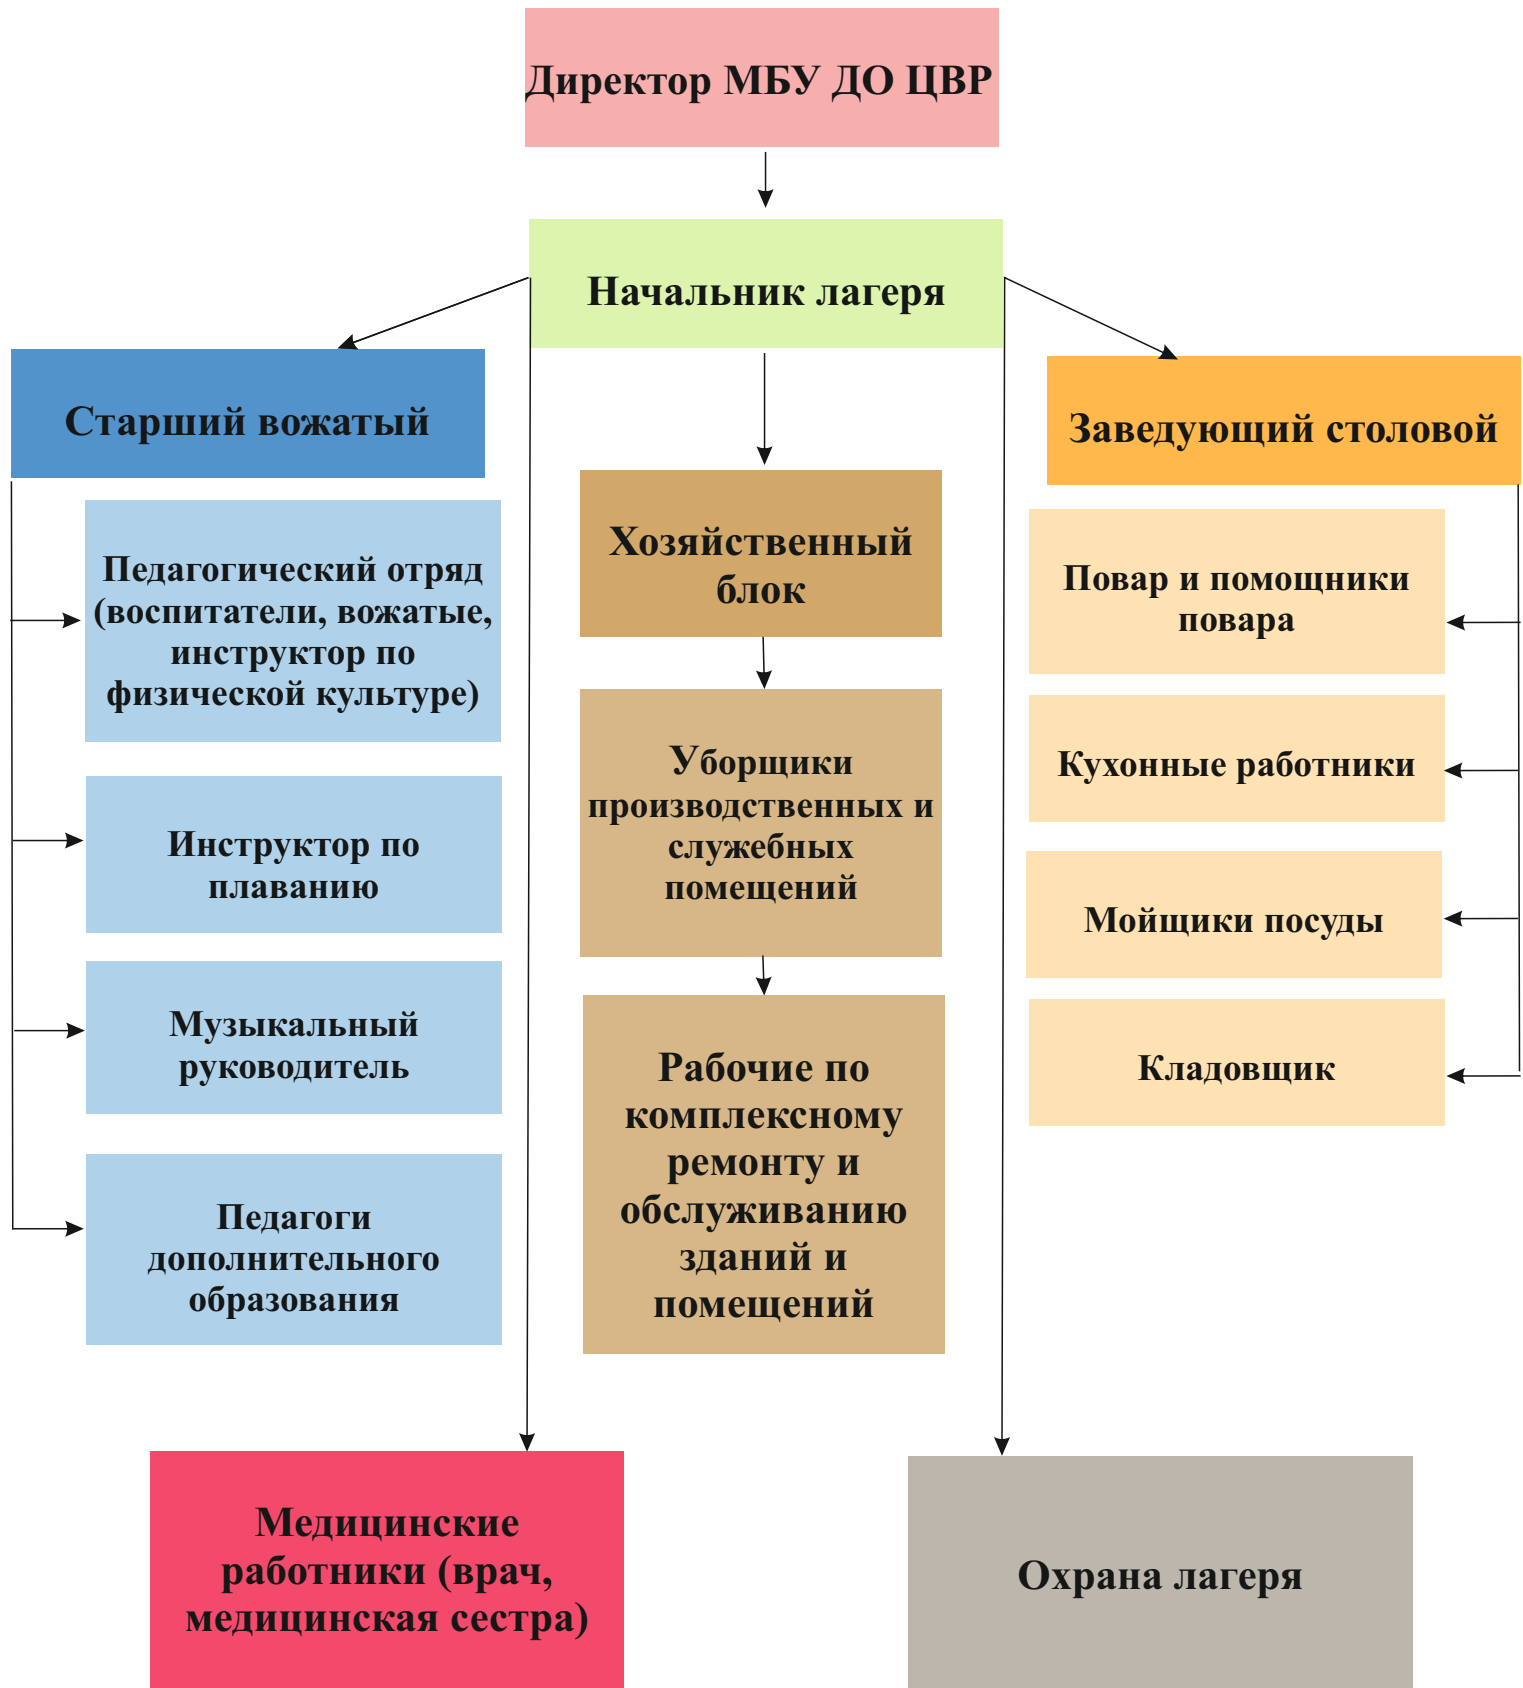 Директор МБУ ДО ЦВР
Начальник лагеря
Старший вожатый
Педагогический отряд
(воспитатели, вожатые,
инструктор по
физической культуре)
Инструктор по
плаванию
Музыкальный
руководитель
Педагоги
дополнительного
образования
Хозяйственный
блок
Уборщики
производственных и
служебных
помещений
Рабочие по
комплексному
ремонту и
обслуживанию
зданий и
помещений
Заведующий столовой
Повар и помощники
повара
Кухонные работники
Мойщики посуды
Кладовщик
Медицинские
работники (врач,
медицинская сестра)
Охрана лагеря